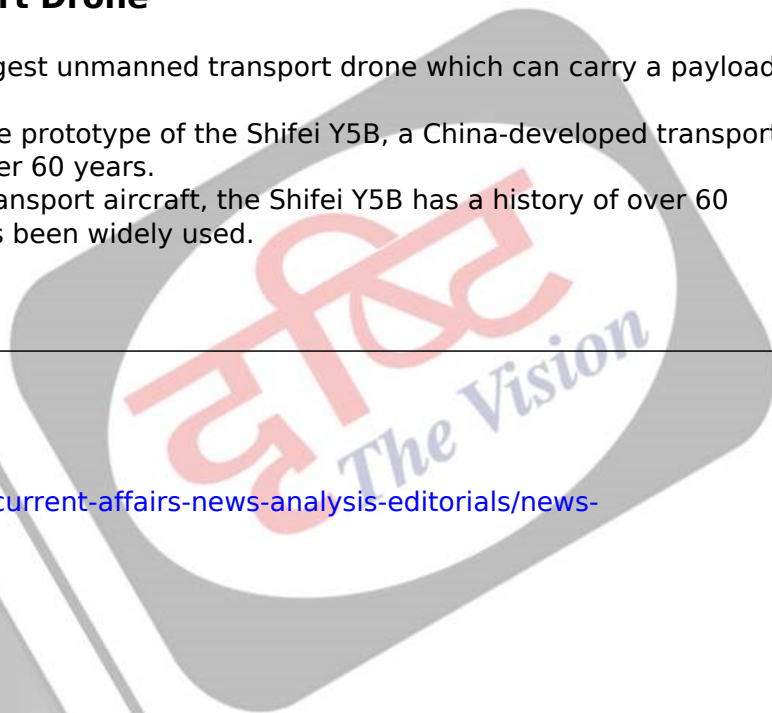 rt Drone
gest unmanned transport drone which can carry a payload
e prototype of the Shifei Y5B, a China-developed transport
er 60 years.
ansport aircraft, the Shifei Y5B has a history of over 60
s been widely used.
दृष्टि
The Vision
current-affairs-news-analysis-editorials/news-